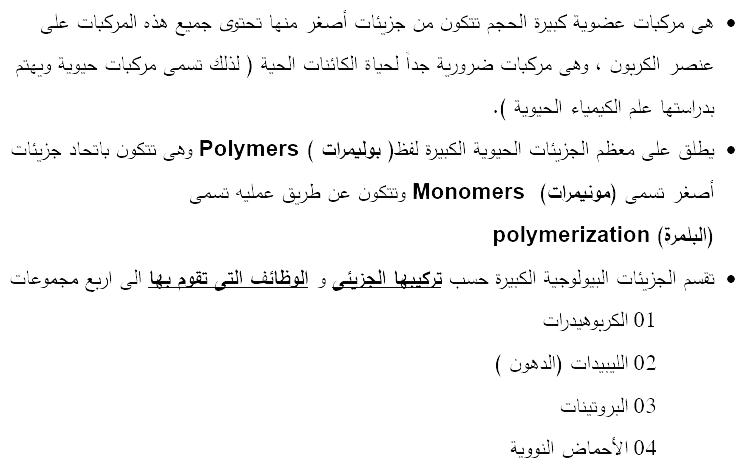 • هى مركبات عضوية كبيرة الحجم تتكون من جزيئات أصغر منها تحتوى جميع هذه المركبات على
عنصر الكربون ، وهى مركبات ضرورية جداً لحياة الكائنات الحية ( لذلك تسمى مركبات حيوية ويهتم
بدراستها علم الكيمياء الحيوية ).
• يطلق على معظم الجزيئات الحيوية الكبيرة لفظ( بوليمرات ) Polymers وهى تتكون باتحاد جزيئات
أصغر تسمى (مونيمرات) Monomers وتتكون عن طريق عمليه تسمى
(البلمرة) polymerization
• تقسم الجزيئات البيولوجية الكبيرة حسب تركيبها الجزيئى و الوظائف التى تقوم بها الى اربع مجموعات
01 الكربوهيدرات
02 الليبيدات (الدهون )
03 البروتينات
04 الأحماض النووية